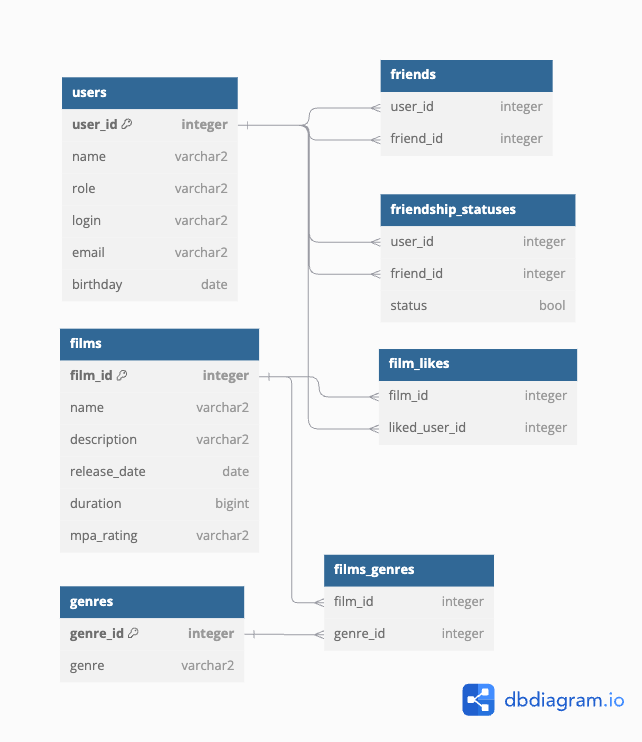 users
user_id integer
name varchar2
role varchar2
login varchar2
email varchar2
birthday date
friends
user_id integer
friend_id integer
friendship_statuses
user_id integer
friend_id integer
status bool
films
film_id integer
name varchar2
description varchar2
release_date date
duration bigint
mpa_rating varchar2
film_likes
film_id integer
liked_user_id integer
genres
genre_id integer
genre varchar2
films_genres
film_id integer
genre_id integer
dbdiagram.io